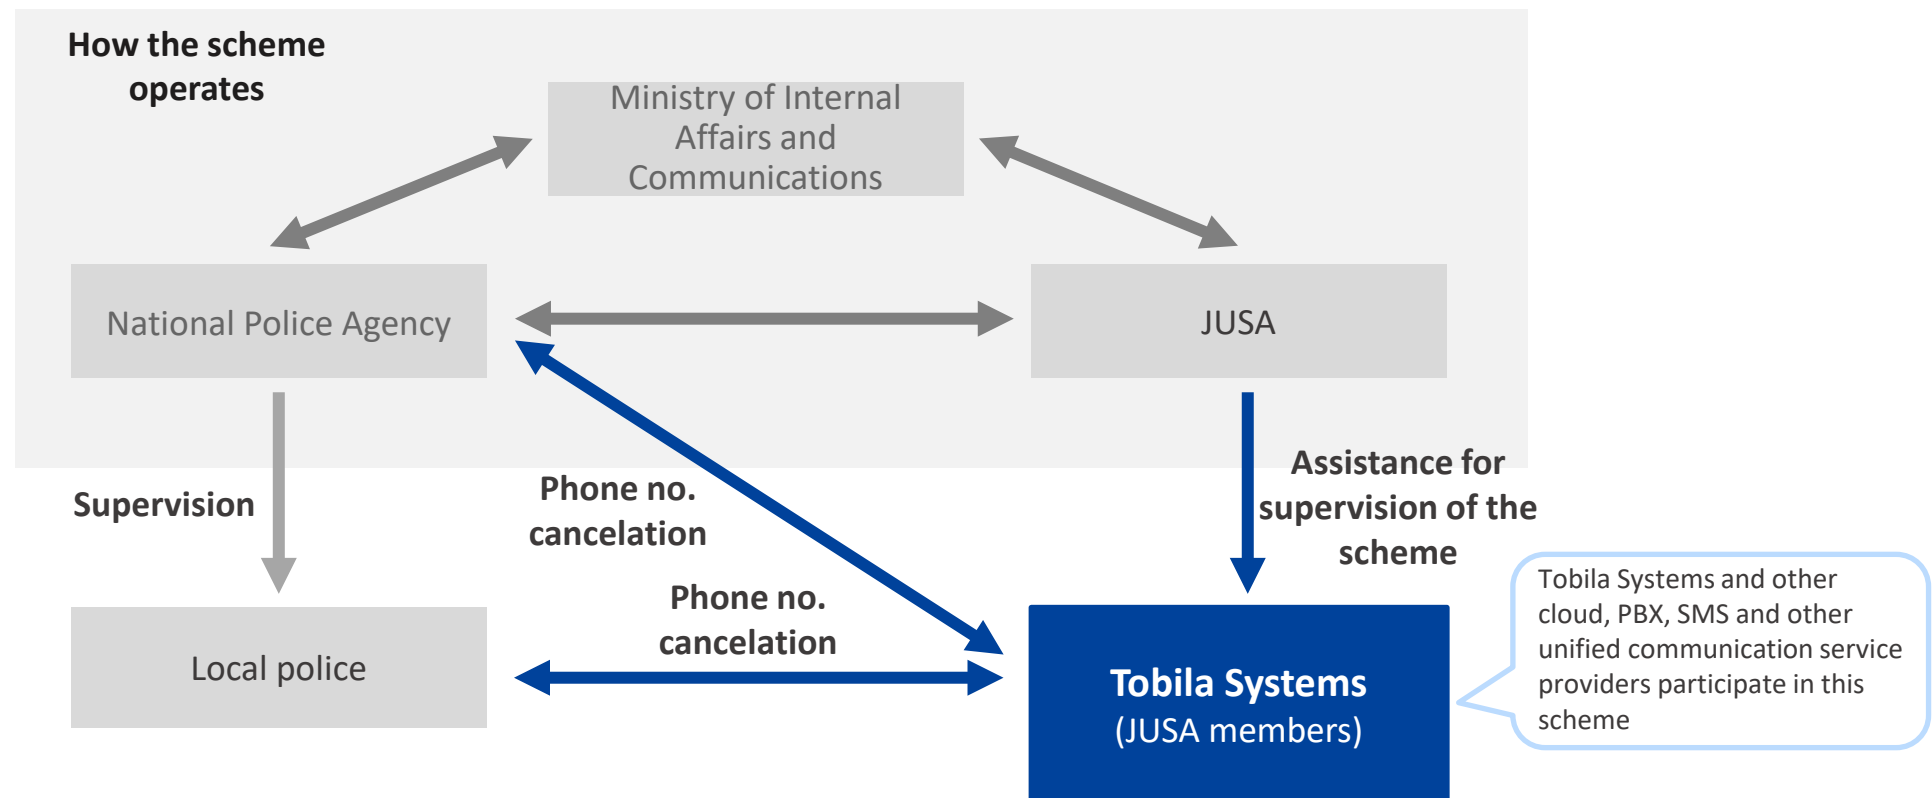 How the scheme
operates
Ministry of Internal
Affairs and
Communications
National Police Agency
JUSA
Supervision
Phone no.
cancelation
Assistance for
supervision of the
scheme
Phone no.
cancelation
Local police
Tobila Systems
(JUSA members)
Tobila Systems and other
cloud, PBX, SMS and other
unified communication service
providers participate in this
scheme